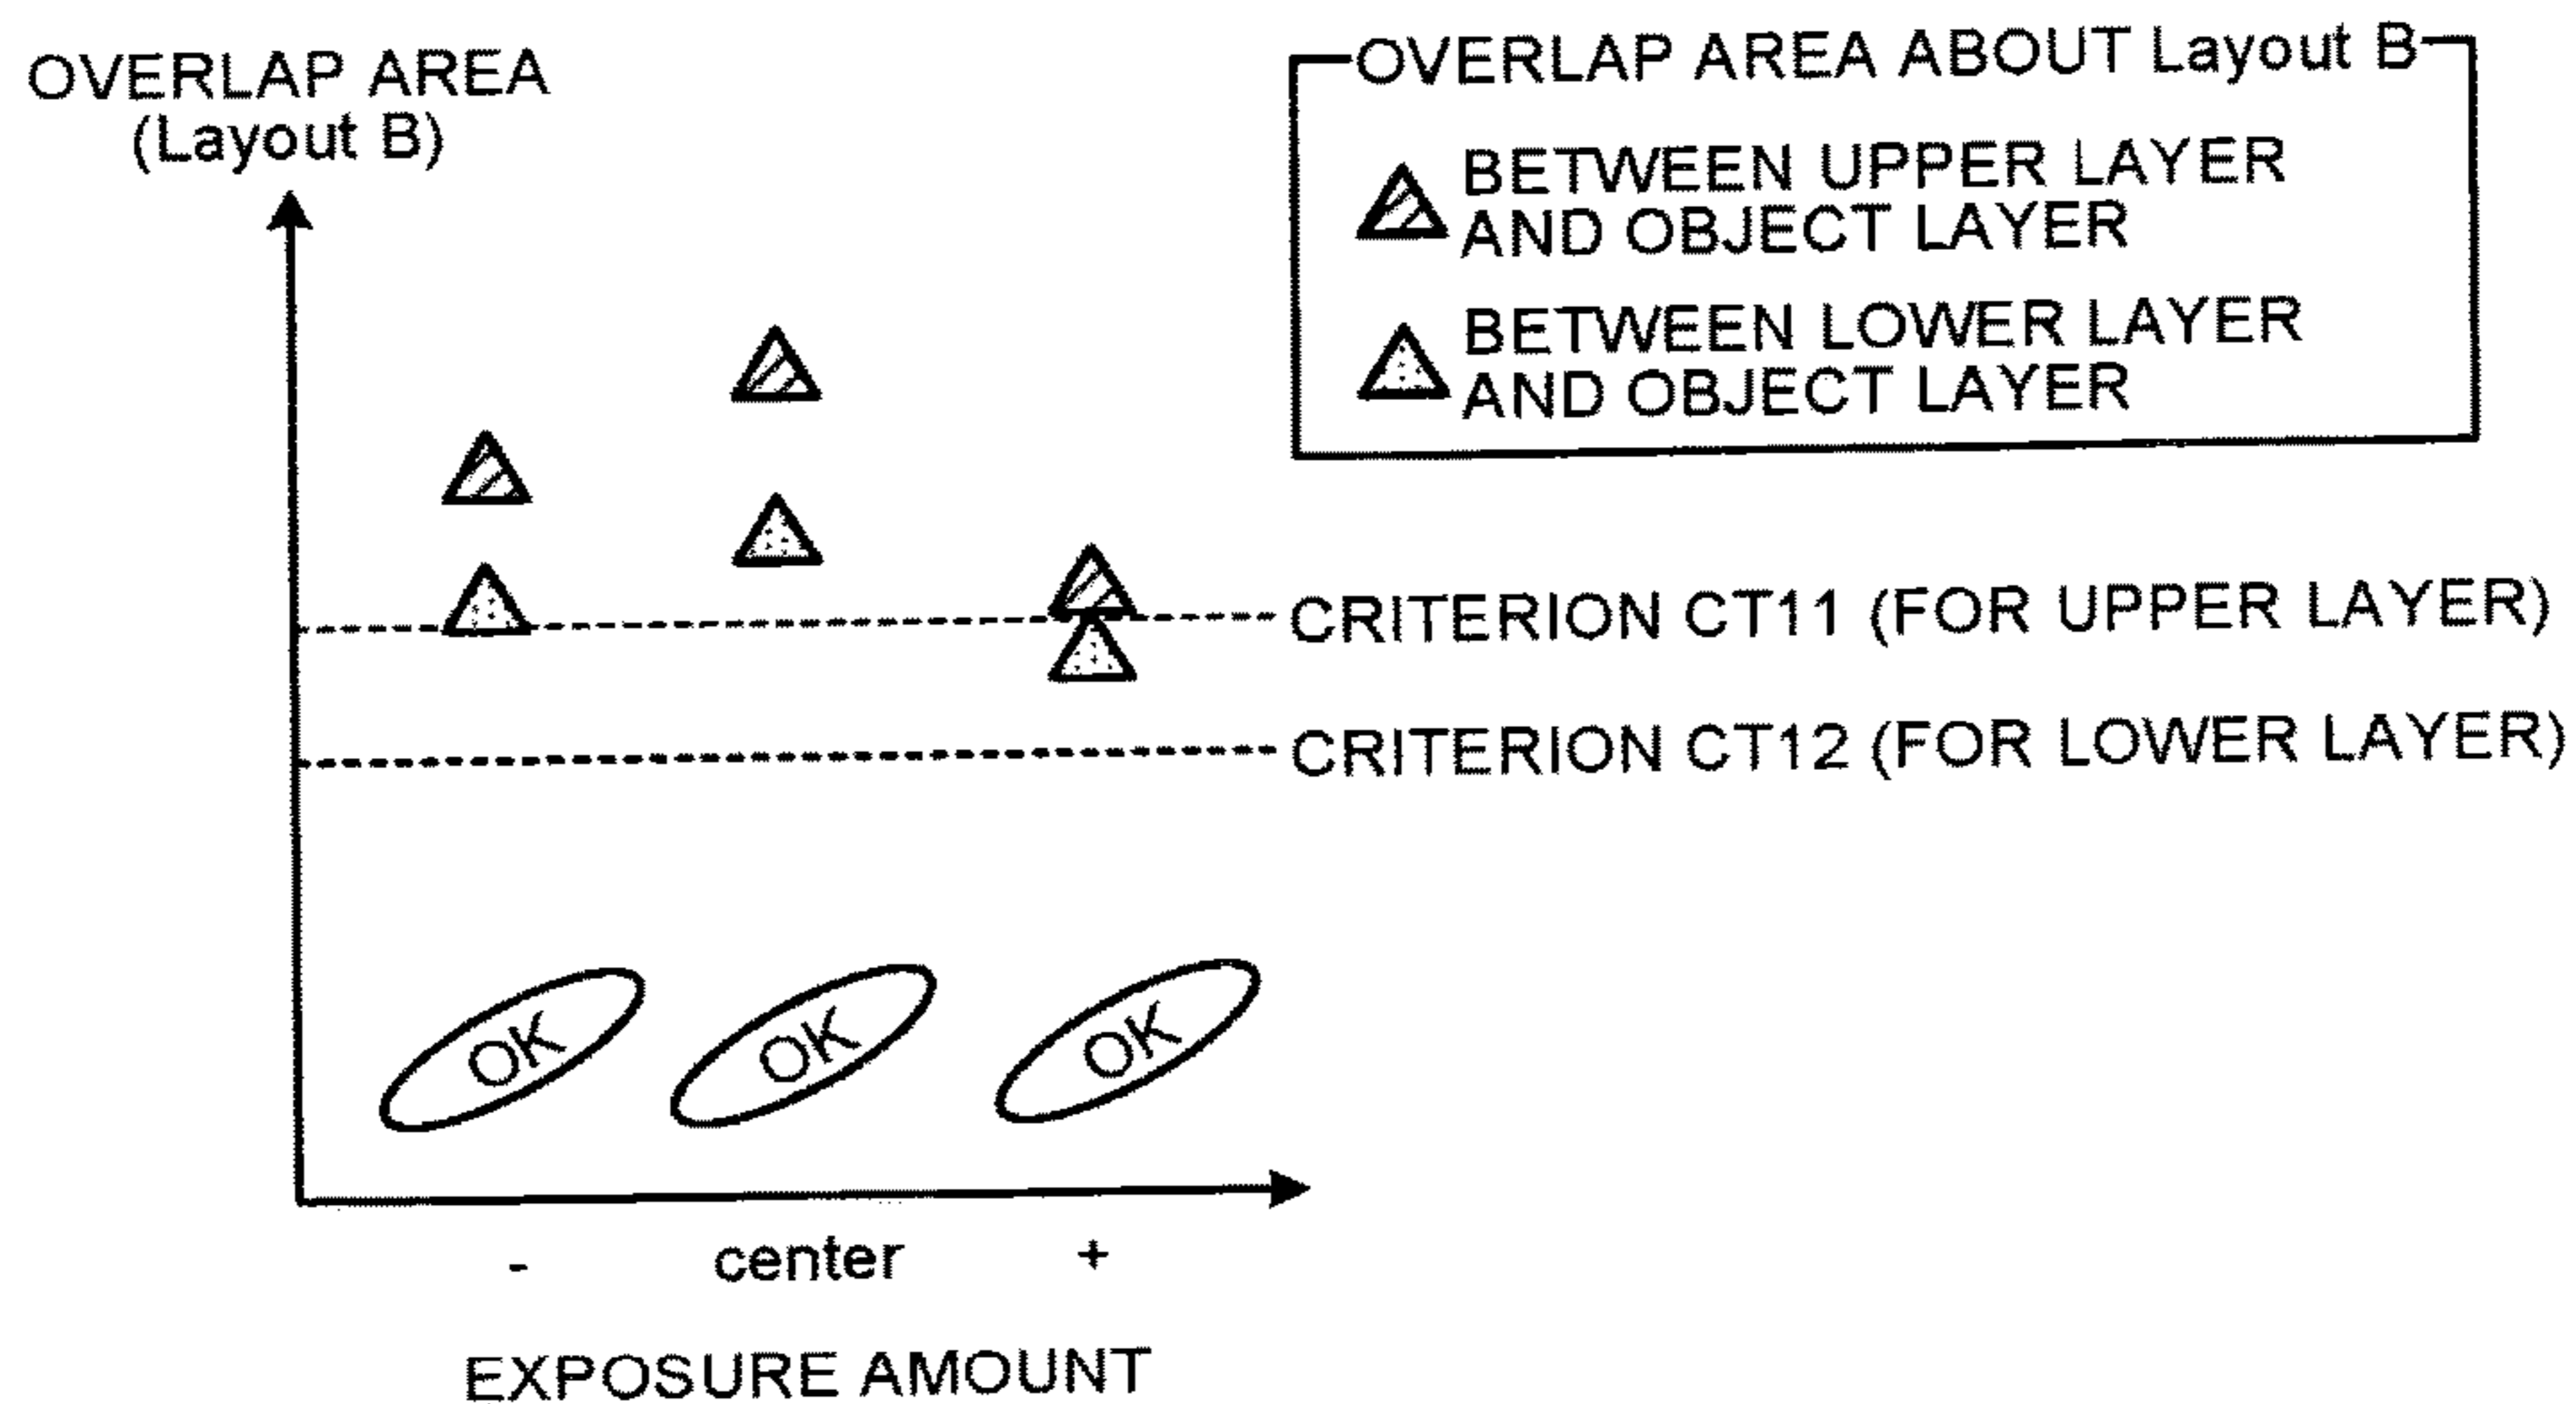 OVERLAP AREA
(Layout B)
OVERLAP AREA ABOUT Layout B
BETWEEN UPPER LAYER
AND OBJECT LAYER
BETWEEN LOWER LAYER
AND OBJECT LAYER
CRITERION CT11 (FOR UPPER LAYER)
CRITERION CT12 (FOR LOWER LAYER)
OK OK OK
- center +
EXPOSURE AMOUNT